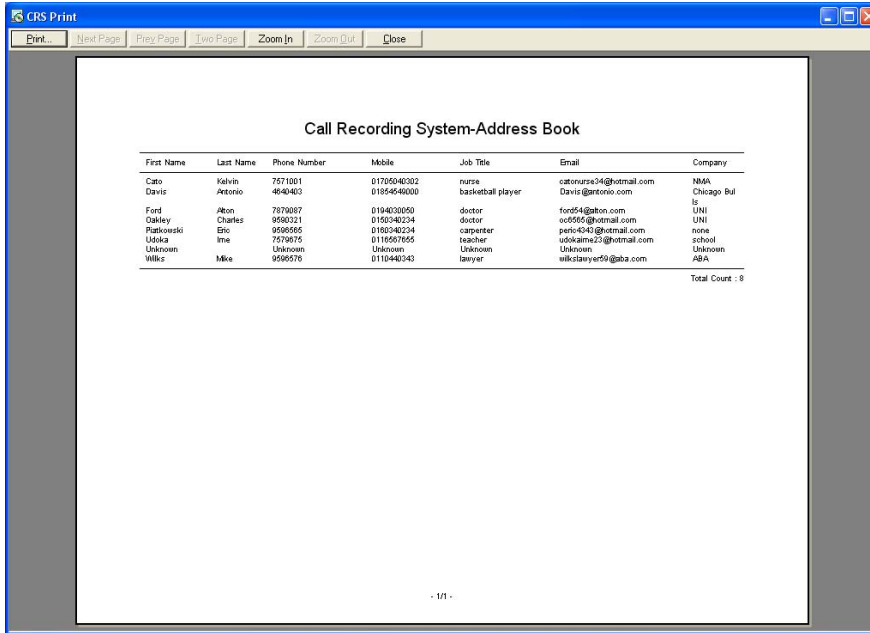 CRS Print
Print... Next Page Prev Page Two Page Zoom In Zoom Out Close
Call Recording System-Address Book
First Name Last Name Phone Number Mobile Job Title Email Company
Cato Kelvin 7571001 01705040302 nurse catonurse34@hotmail.com NMA
Davis Antonio 4640403 01854549000 basketball player Davis@antonio.com Chicago Bul
ls
Ford Alton 7879087 0194030050 doctor ford54@alton.com UNI
Oakley Charles 9590321 0150340234 doctor oc6565@hotmail.com UNI
Piatkowski Eric 9596565 0160340234 carpenter peric4343@hotmail.com none
Udoka Ime 7579675 0116567655 teacher udokaime23@hotmail.com school
Unknown Unknown Unknown Unknown Unknown Unknown
Wilks Mike 9596576 0110440343 lawyer wilkslawyer59@aba.com ABA
Total Count : 8
- 1/1 -